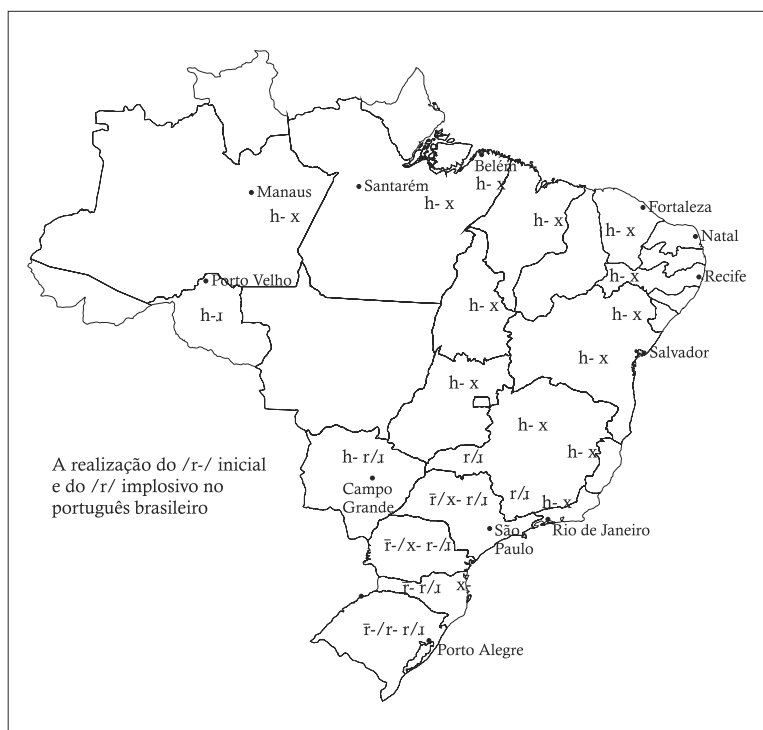 Belém
h- x
Manaus
Santarém
h- x
h- x
h- x
Fortaleza
h- x
Natal
Porto Velho
h- x
Recife
h-ɹ
h- x
h- x
h- x
Salvador
h- x
h- x
A realização do /r-/ inicial
e do /r/ implosivo no
português brasileiro
h- r/ɹ
r/ɹ
h- x
Campo
Grande
r̅/x- r/ɹ
r/ɹ
h- x
São
Paulo
Rio de Janeiro
r̅-/x- r-/ɹ
r̅- r/ɹ
x-
r̅-/r- r/ɹ
Porto Alegre